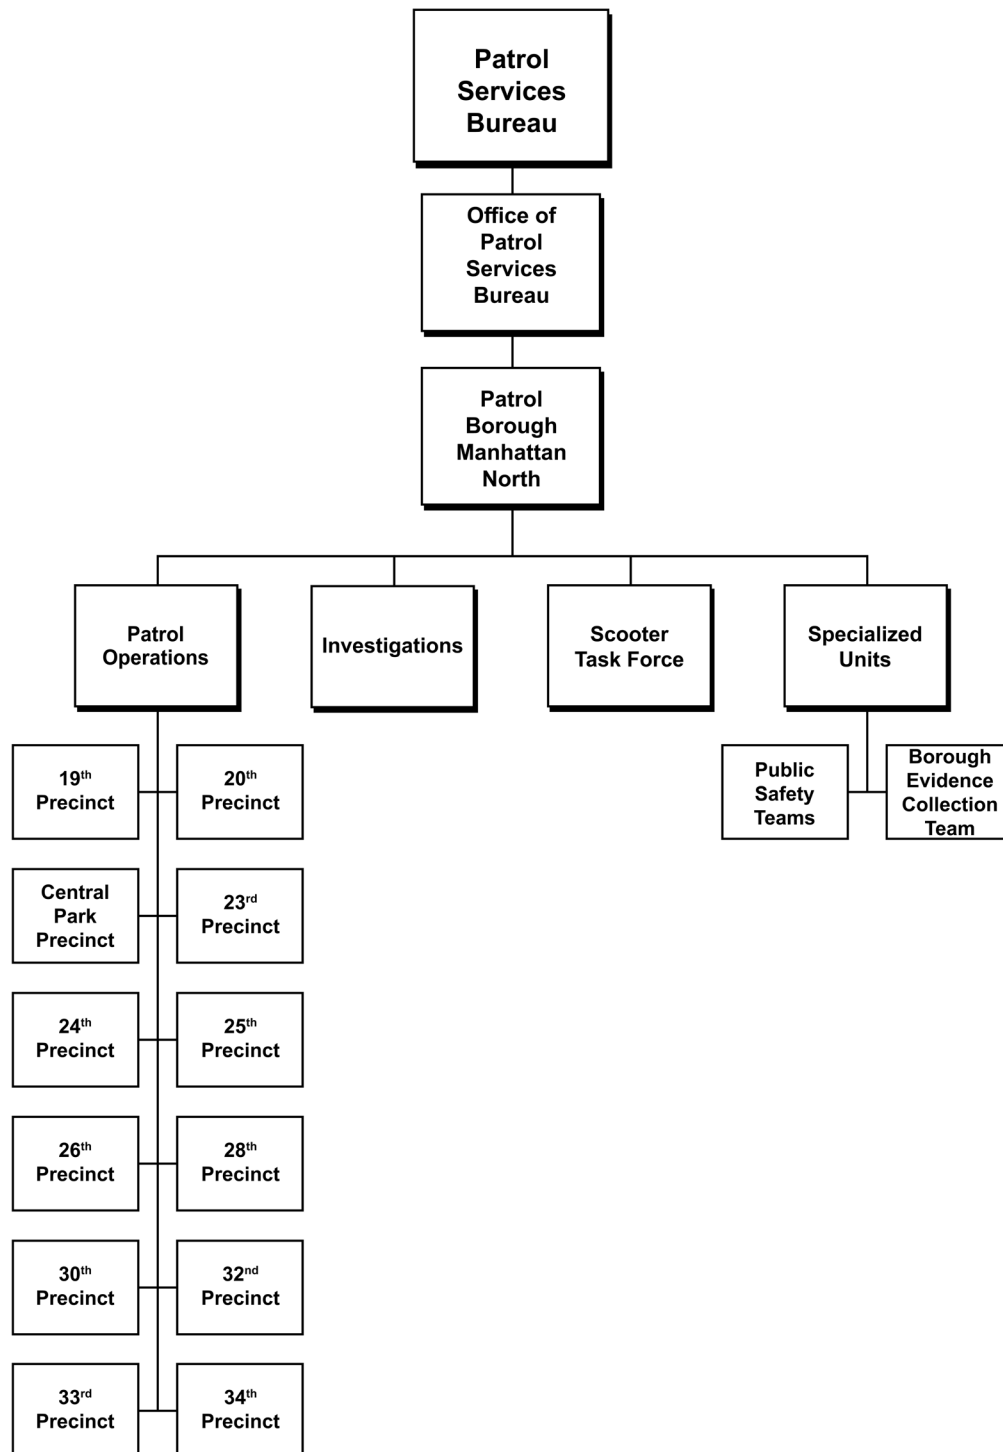 Patrol
Services
Bureau
Office of
Patrol
Services
Bureau
Patrol
Borough
Manhattan
North
Patrol
Operations
Investigations
Scooter
Task Force
Specialized
Units
19th
Precinct
20th
Precinct
Public
Safety
Teams
Borough
Evidence
Collection
Team
Central
Park
Precinct
23rd
Precinct
24th
Precinct
25th
Precinct
26th
Precinct
28th
Precinct
30th
Precinct
32nd
Precinct
33rd
Precinct
34th
Precinct